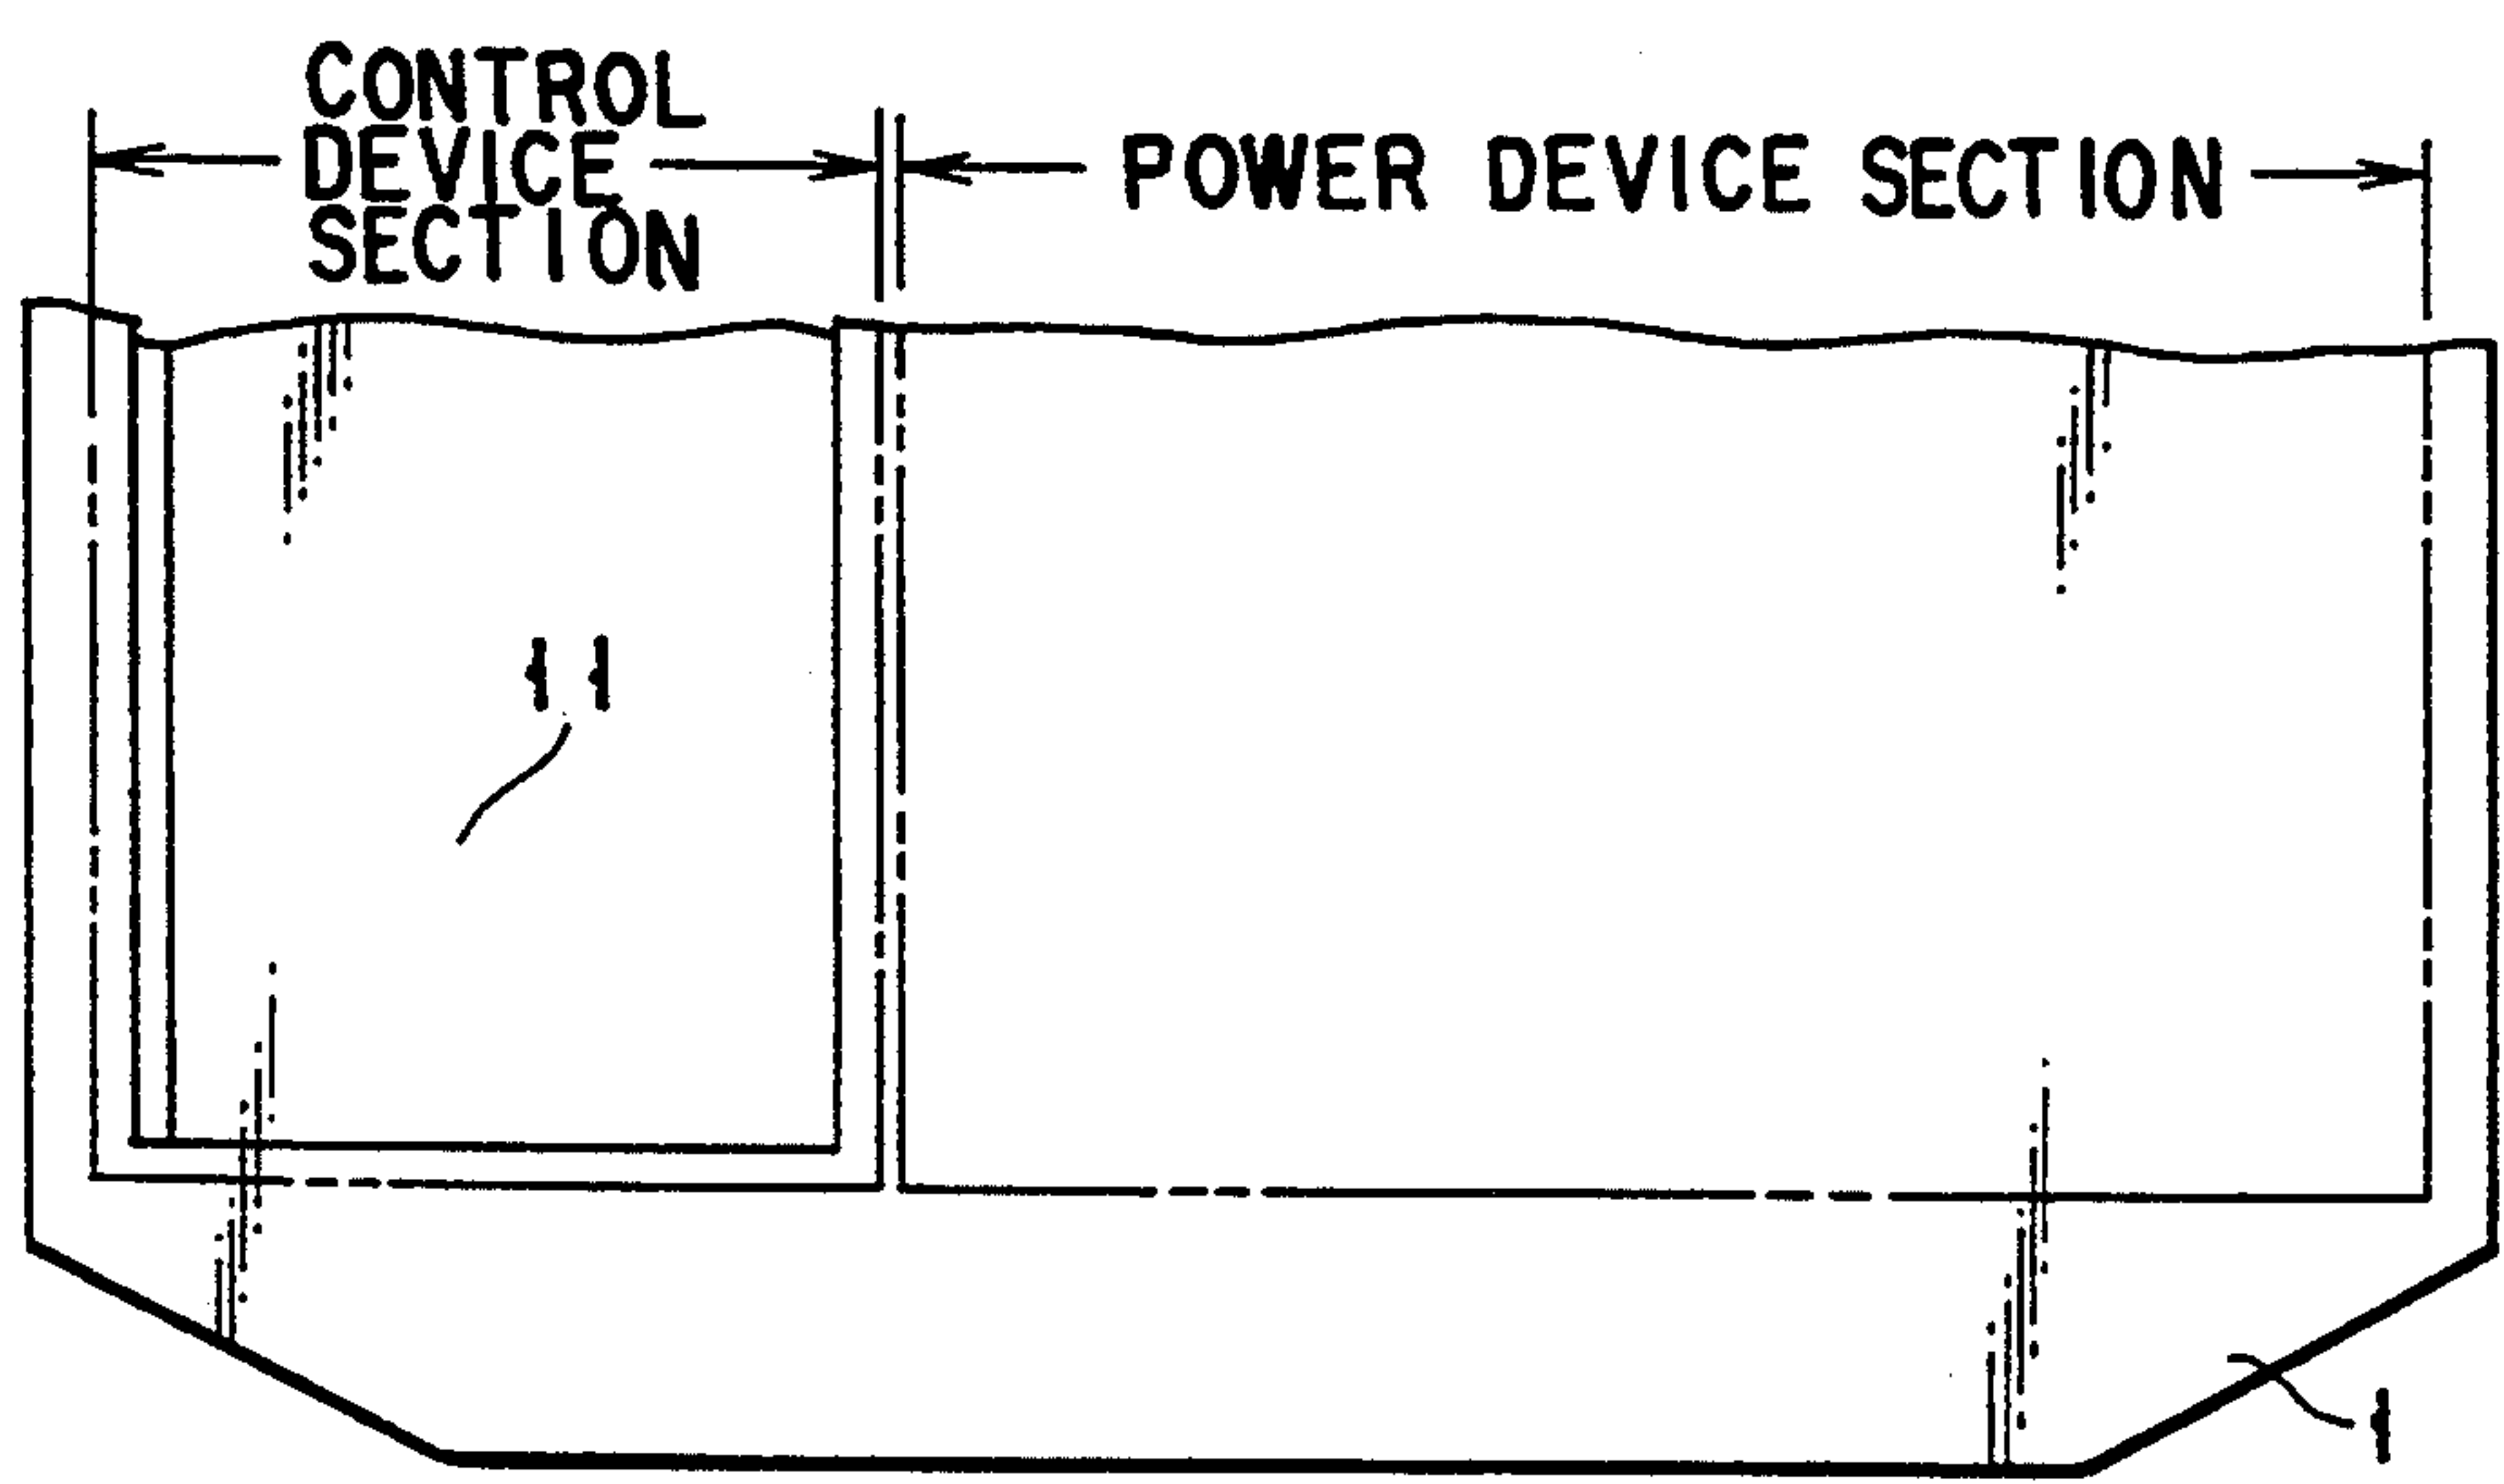 CONTROL
DEVICE
SECTION
POWER DEVICE SECTION
11
1